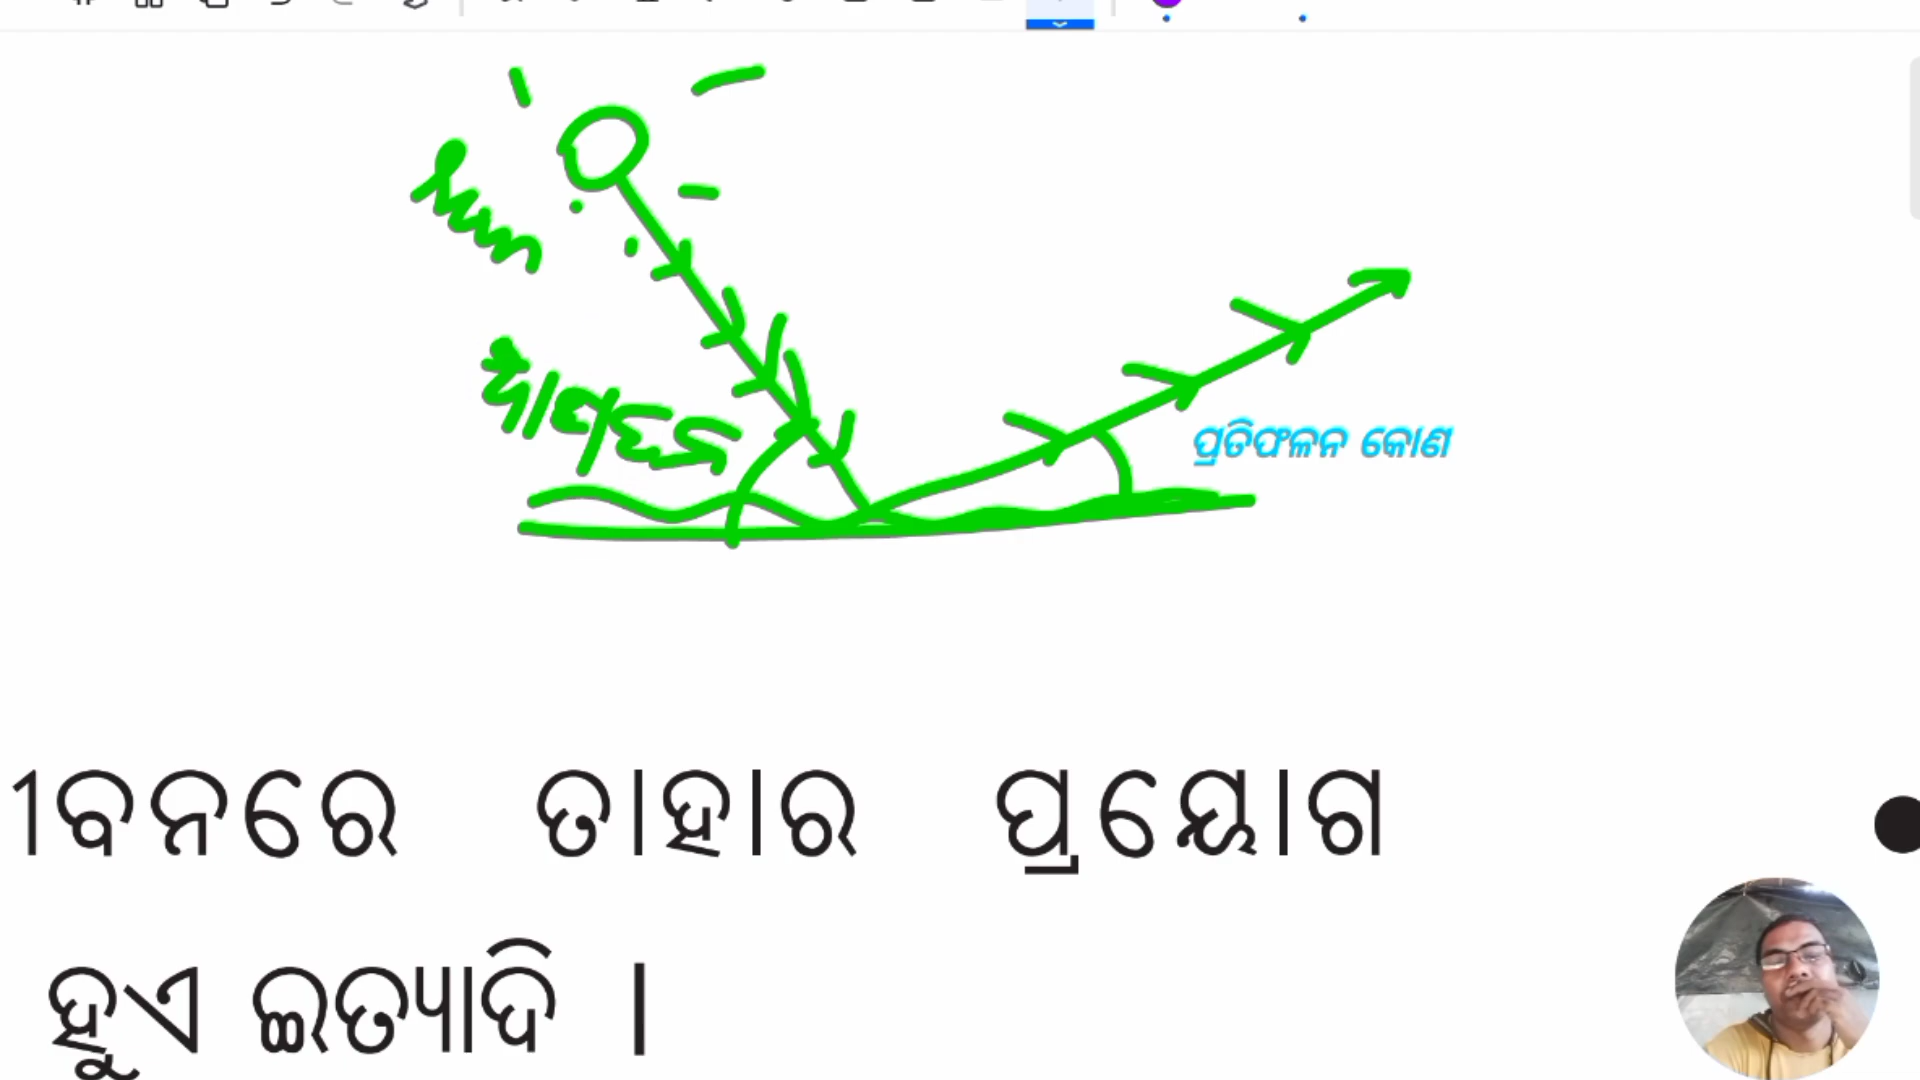 ପ୍ରତିଫଳନ କୋଣ
ୀବନରେ ତାହାର ପ୍ରୟୋଗ
ହୁଏ ଇତ୍ୟାଦି ।